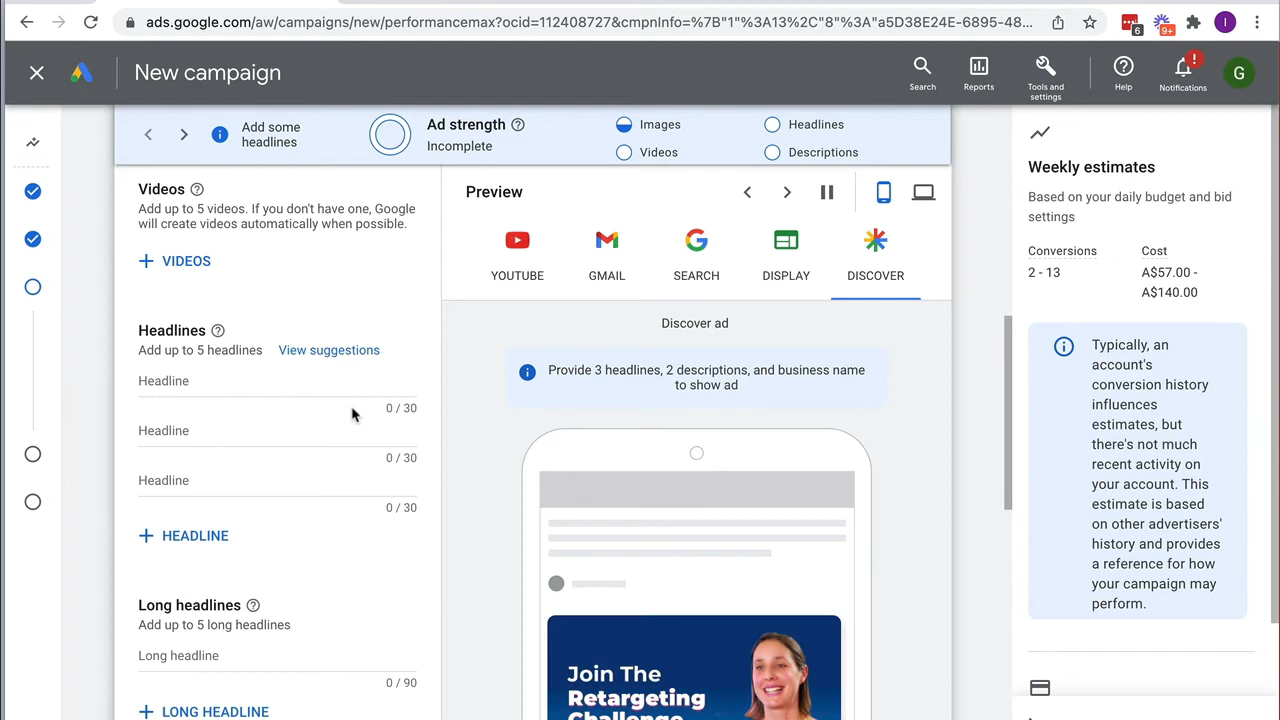 ads.google.com/aw/campaigns/new/performancemax?ocid=112408727&cmpnInfo=%7B"1"%3A13%2C"8"%3A"a5D38E24E-6895-48...
6
9+
I
New campaign
Search
Reports
Tools and
settings
Help
!
Notifications
G
Add some
headlines
Ad strength
Incomplete
Images
Headlines
Videos
Descriptions
Videos
Add up to 5 videos. If you don't have one, Google
will create videos automatically when possible.
+ VIDEOS
Headlines
Add up to 5 headlines View suggestions
Headline
0 / 30
Headline
0 / 30
Headline
0 / 30
+ HEADLINE
Long headlines
Add up to 5 long headlines
Long headline
0 / 90
+ LONG HEADLINE
Preview
YOUTUBE
GMAIL
SEARCH
DISPLAY
DISCOVER
Discover ad
Provide 3 headlines, 2 descriptions, and business name
to show ad
Join The
Retargeting
Challenge
Weekly estimates
Based on your daily budget and bid
settings
Conversions
Cost
2 - 13
A$57.00 -
A$140.00
Typically, an
account's
conversion history
influences
estimates, but
there's not much
recent activity on
your account. This
estimate is based
on other advertisers'
history and provides
a reference for how
your campaign may
perform.